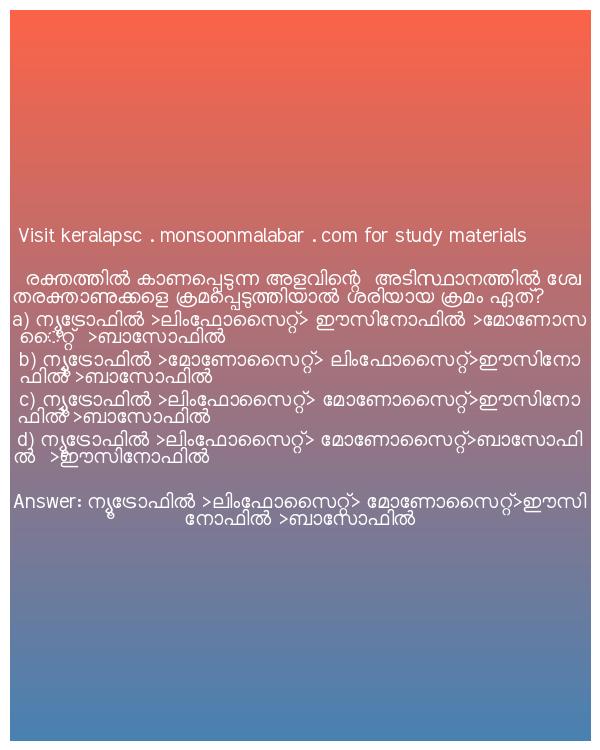 Visit keralapsc . monsoonmalabar . com for study materials
രക്തത്തിൽ കാണപ്പെടുന്ന അളവിന്റെ അടിസ്ഥാനത്തിൽ ശ്വേ
തരക്താണുക്കളെ ക്രമപ്പെടുത്തിയാൽ ശരിയായ ക്രമം ഏത്?
a) ന്യൂട്രോഫിൽ >ലിംഫോസൈറ്റ്> ഈസിനോഫിൽ >മോണോസ
ൈറ്റ് >ബാസോഫിൽ
b) ന്യൂട്രോഫിൽ >മോണോസൈറ്റ്> ലിംഫോസൈറ്റ്>ഈസിനോ
ഫിൽ >ബാസോഫിൽ
c) ന്യൂട്രോഫിൽ >ലിംഫോസൈറ്റ്> മോണോസൈറ്റ്>ഈസിനോ
ഫിൽ >ബാസോഫിൽ
d) ന്യൂട്രോഫിൽ >ലിംഫോസൈറ്റ്> മോണോസൈറ്റ്>ബാസോഫി
ൽ >ഈസിനോഫിൽ
Answer: ന്യൂട്രോഫിൽ >ലിംഫോസൈറ്റ്> മോണോസൈറ്റ്>ഈസി
നോഫിൽ >ബാസോഫിൽ